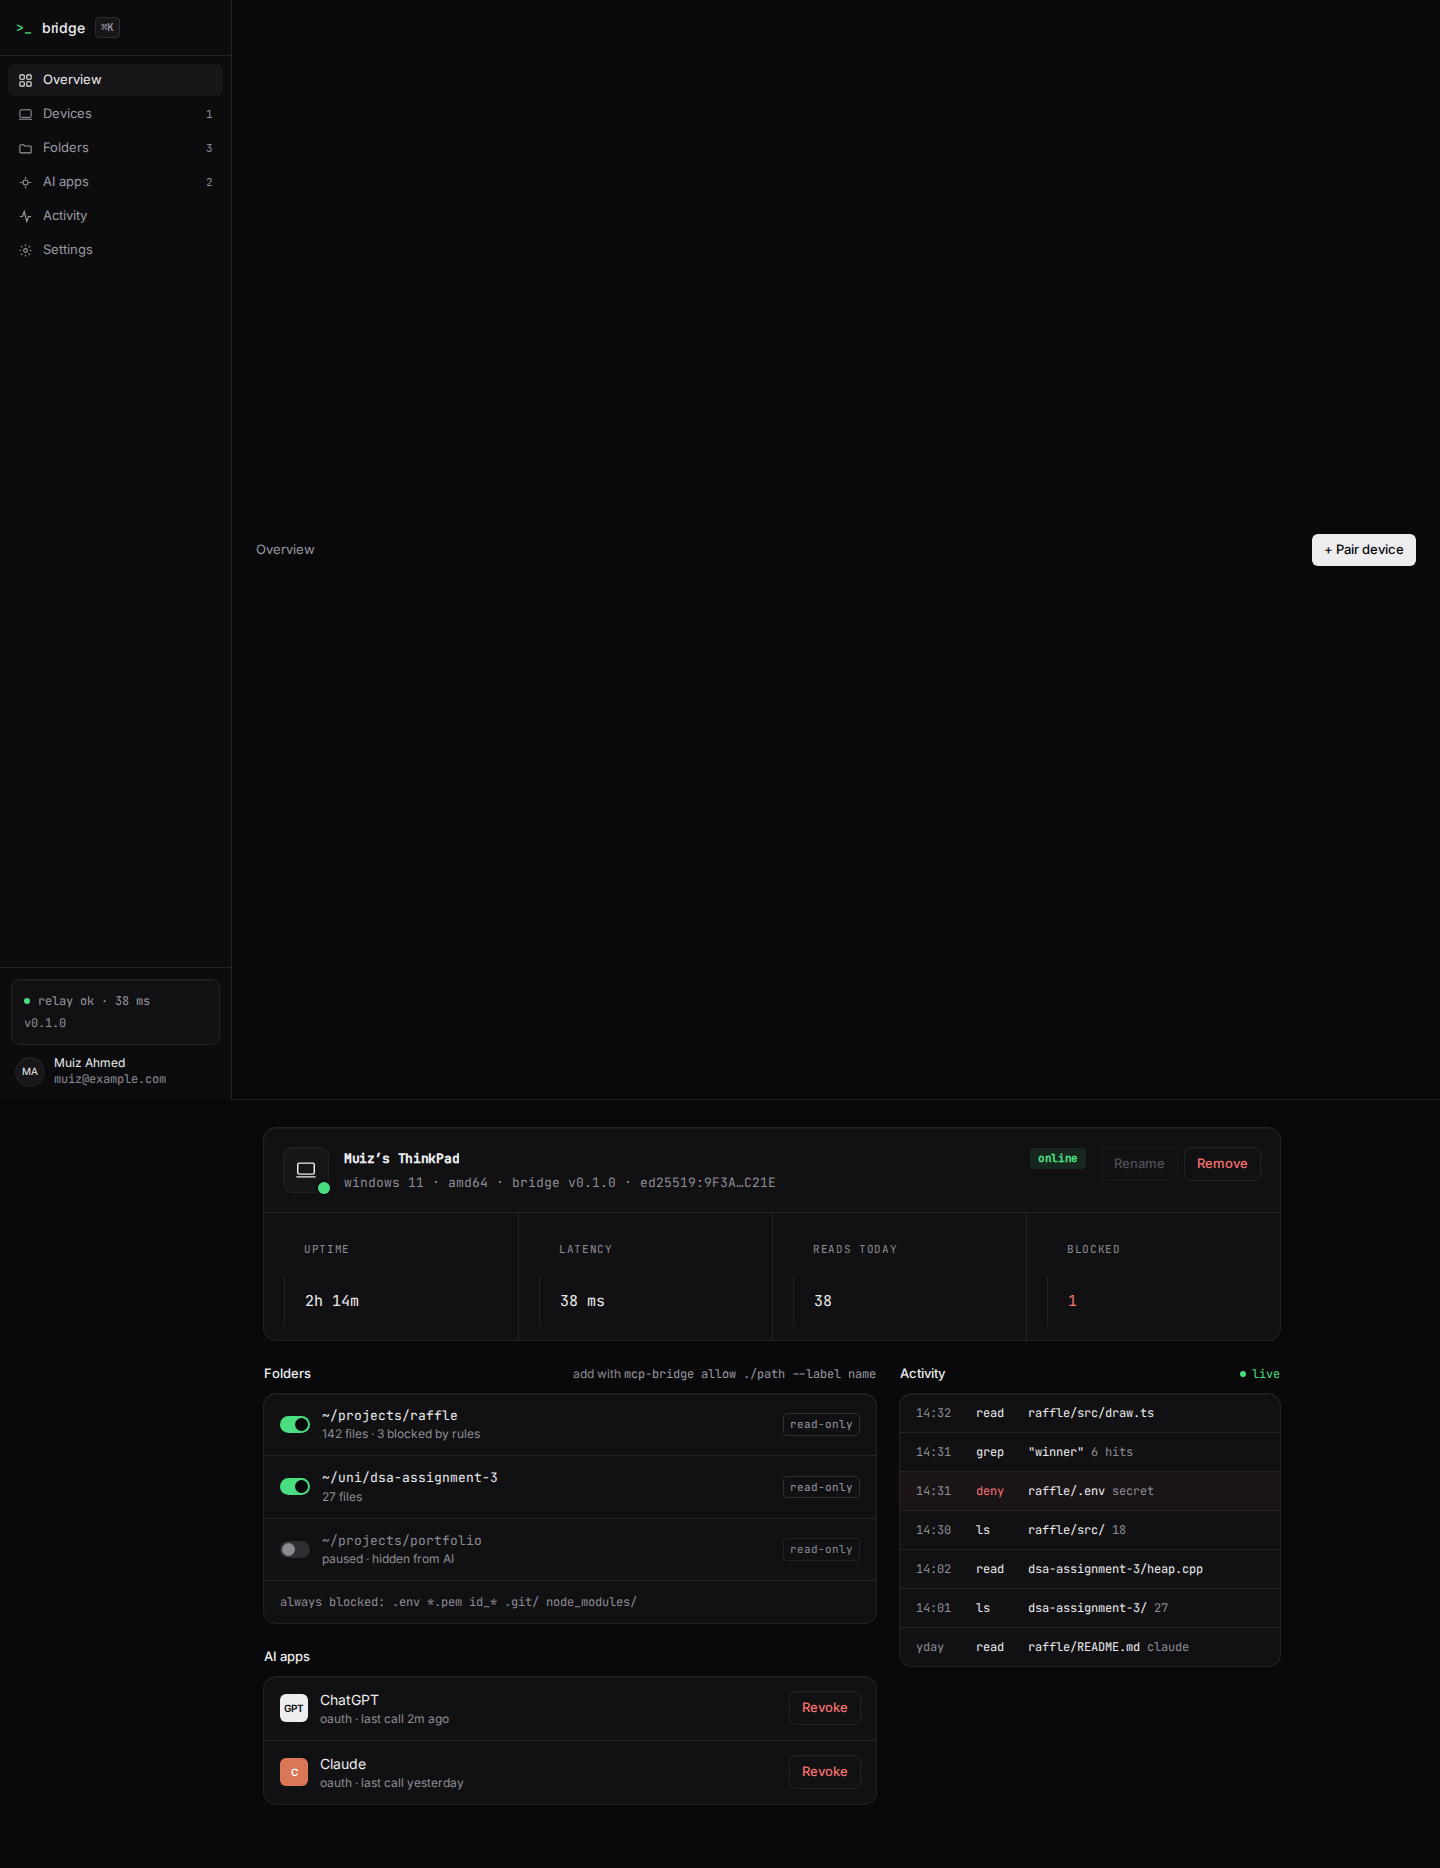 >_ bridge ⌘K
Overview
Devices 1
Folders 3
AI apps 2
Activity
Settings
Overview
+ Pair device
relay ok · 38 ms
v0.1.0
MA
Muiz Ahmed
muiz@example.com
Muiz’s ThinkPad
windows 11 · amd64 · bridge v0.1.0 · ed25519:9F3A…C21E
online
Rename
Remove
UPTIME
2h 14m
LATENCY
38 ms
READS TODAY
38
BLOCKED
1
Folders
add with mcp-bridge allow ./path --label name
~/projects/raffle
142 files · 3 blocked by rules
read-only
~/uni/dsa-assignment-3
27 files
read-only
~/projects/portfolio
paused · hidden from AI
read-only
always blocked: .env *.pem id_* .git/ node_modules/
AI apps
GPT
ChatGPT
oauth · last call 2m ago
Revoke
C
Claude
oauth · last call yesterday
Revoke
Activity
live
14:32 read raffle/src/draw.ts
14:31 grep "winner" 6 hits
14:31 deny raffle/.env secret
14:30 ls raffle/src/ 18
14:02 read dsa-assignment-3/heap.cpp
14:01 ls dsa-assignment-3/ 27
yday read raffle/README.md claude